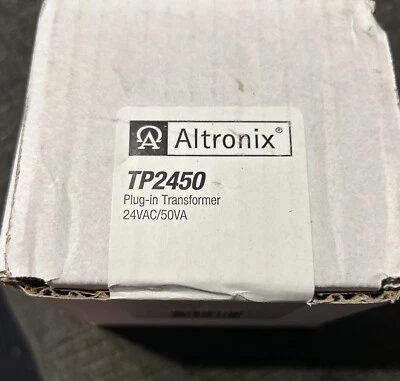 Altronix®
TP2450
Plug-in Transformer
24VAC/50VA